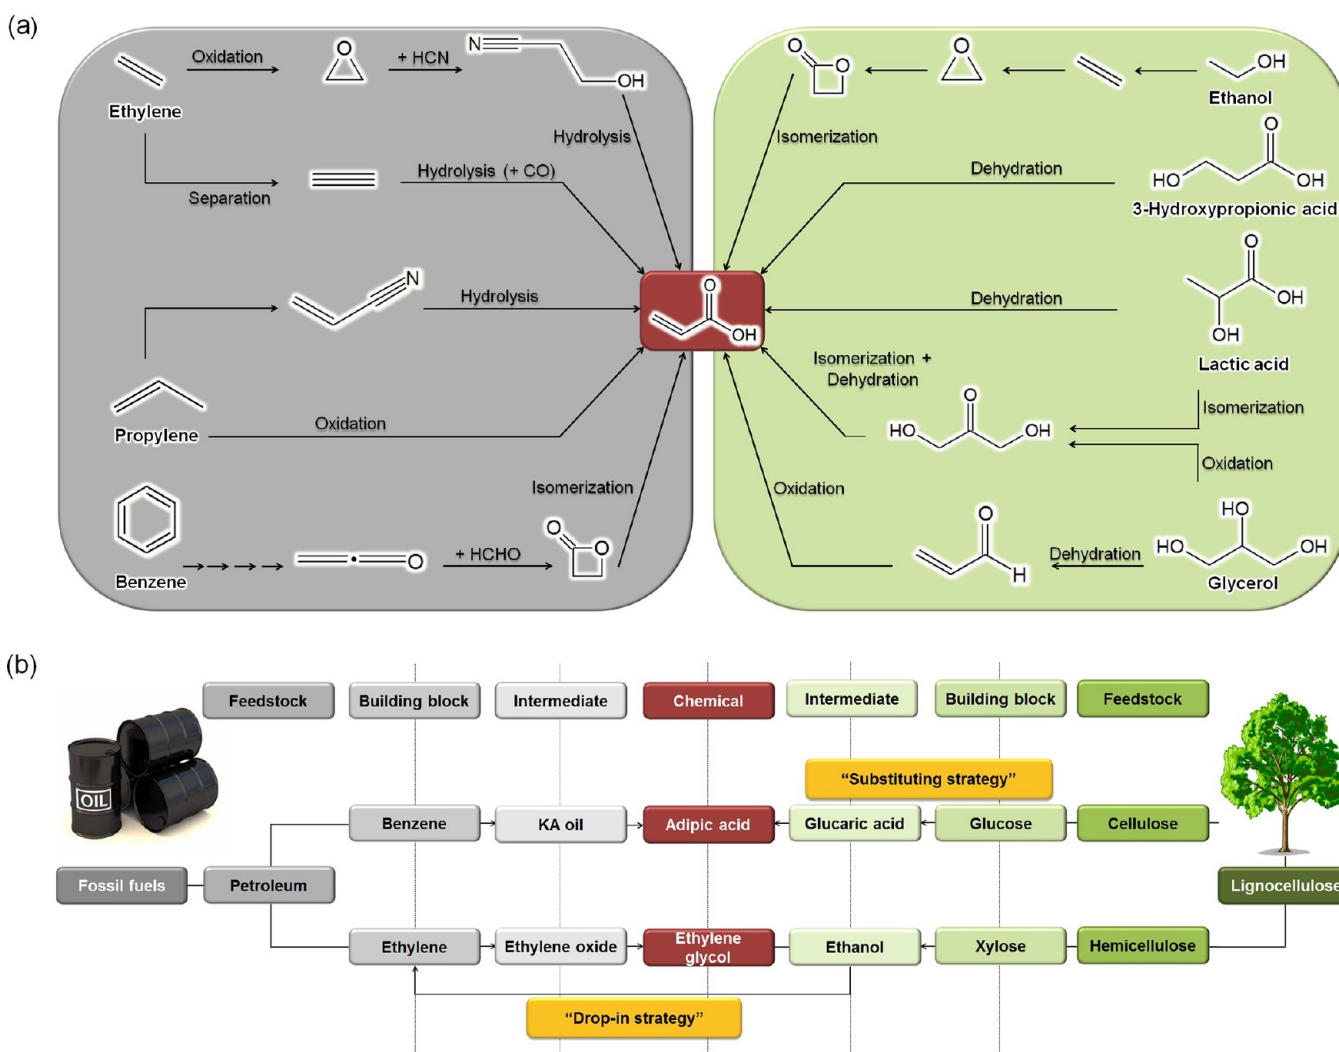 (a)
Oxidation
+ HCN
N
OH
O
Ethylene
Hydrolysis
Separation
Hydrolysis (+ CO)
N
Hydrolysis
Propylene
Oxidation
Isomerization
Benzene
O
+ HCHO
O
O
O
OH
O
O
O
OH
Ethanol
Isomerization
Dehydration
O
HO
OH
3-Hydroxypropionic acid
Dehydration
O
OH
OH
Lactic acid
Isomerization +
Dehydration
O
HO
OH
Isomerization
Oxidation
Oxidation
O
H
Dehydration
HO
HO
OH
Glycerol
(b)
Feedstock
Building block
Intermediate
Chemical
Intermediate
Building block
Feedstock
OIL
“Substituting strategy”
Benzene
KA oil
Adipic acid
Glucaric acid
Glucose
Cellulose
Fossil fuels
Petroleum
Lignocellulose
Ethylene
Ethylene oxide
Ethylene
glycol
Ethanol
Xylose
Hemicellulose
“Drop-in strategy”